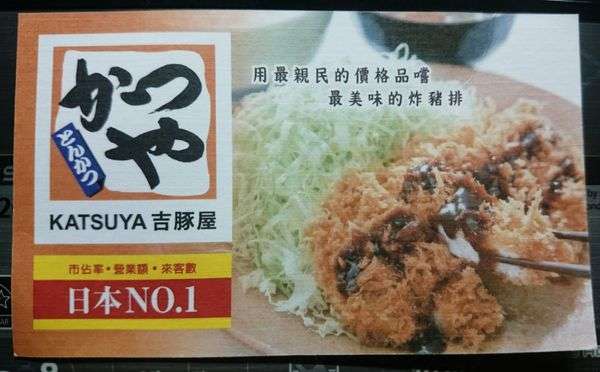 かつや
とんかつ
KATSUYA 吉豚屋
市佔率・營業額・來客數
日本NO.1
用最親民的價格品嚐
最美味的炸豬排